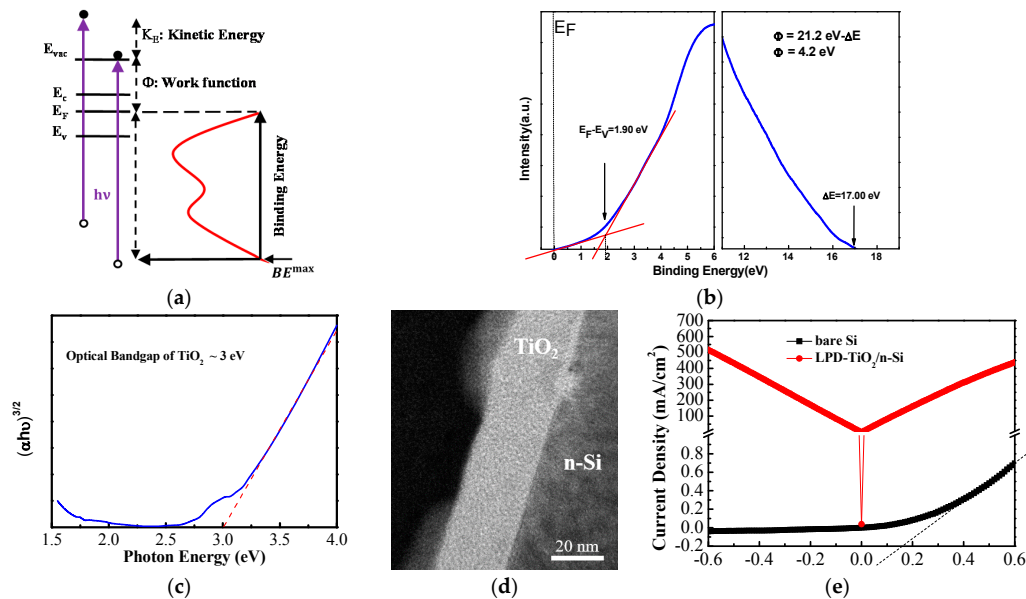 K_E: Kinetic Energy
E_vac
Φ: Work function
E_c
E_F
E_v
hν
Binding Energy
BE^max
(a)
E_F
Φ = 21.2 eV-ΔE
Φ = 4.2 eV
E_F-E_V=1.90 eV
ΔE=17.00 eV
Intensity(a.u.)
0 1 2 3 4 5 6 12 14 16 18
Binding Energy(eV)
(b)
Optical Bandgap of TiO₂ ~ 3 eV
(αhυ)^3/2
1.5 2.0 2.5 3.0 3.5 4.0
Photon Energy (eV)
(c)
TiO₂
n-Si
20 nm
(d)
700
600
500
400
300
200
100
0.8
0.6
0.4
0.2
0.0
-0.2
bare Si
LPD-TiO₂/n-Si
Current Density (mA/cm²)
-0.6 -0.4 -0.2 0.0 0.2 0.4 0.6
(e)